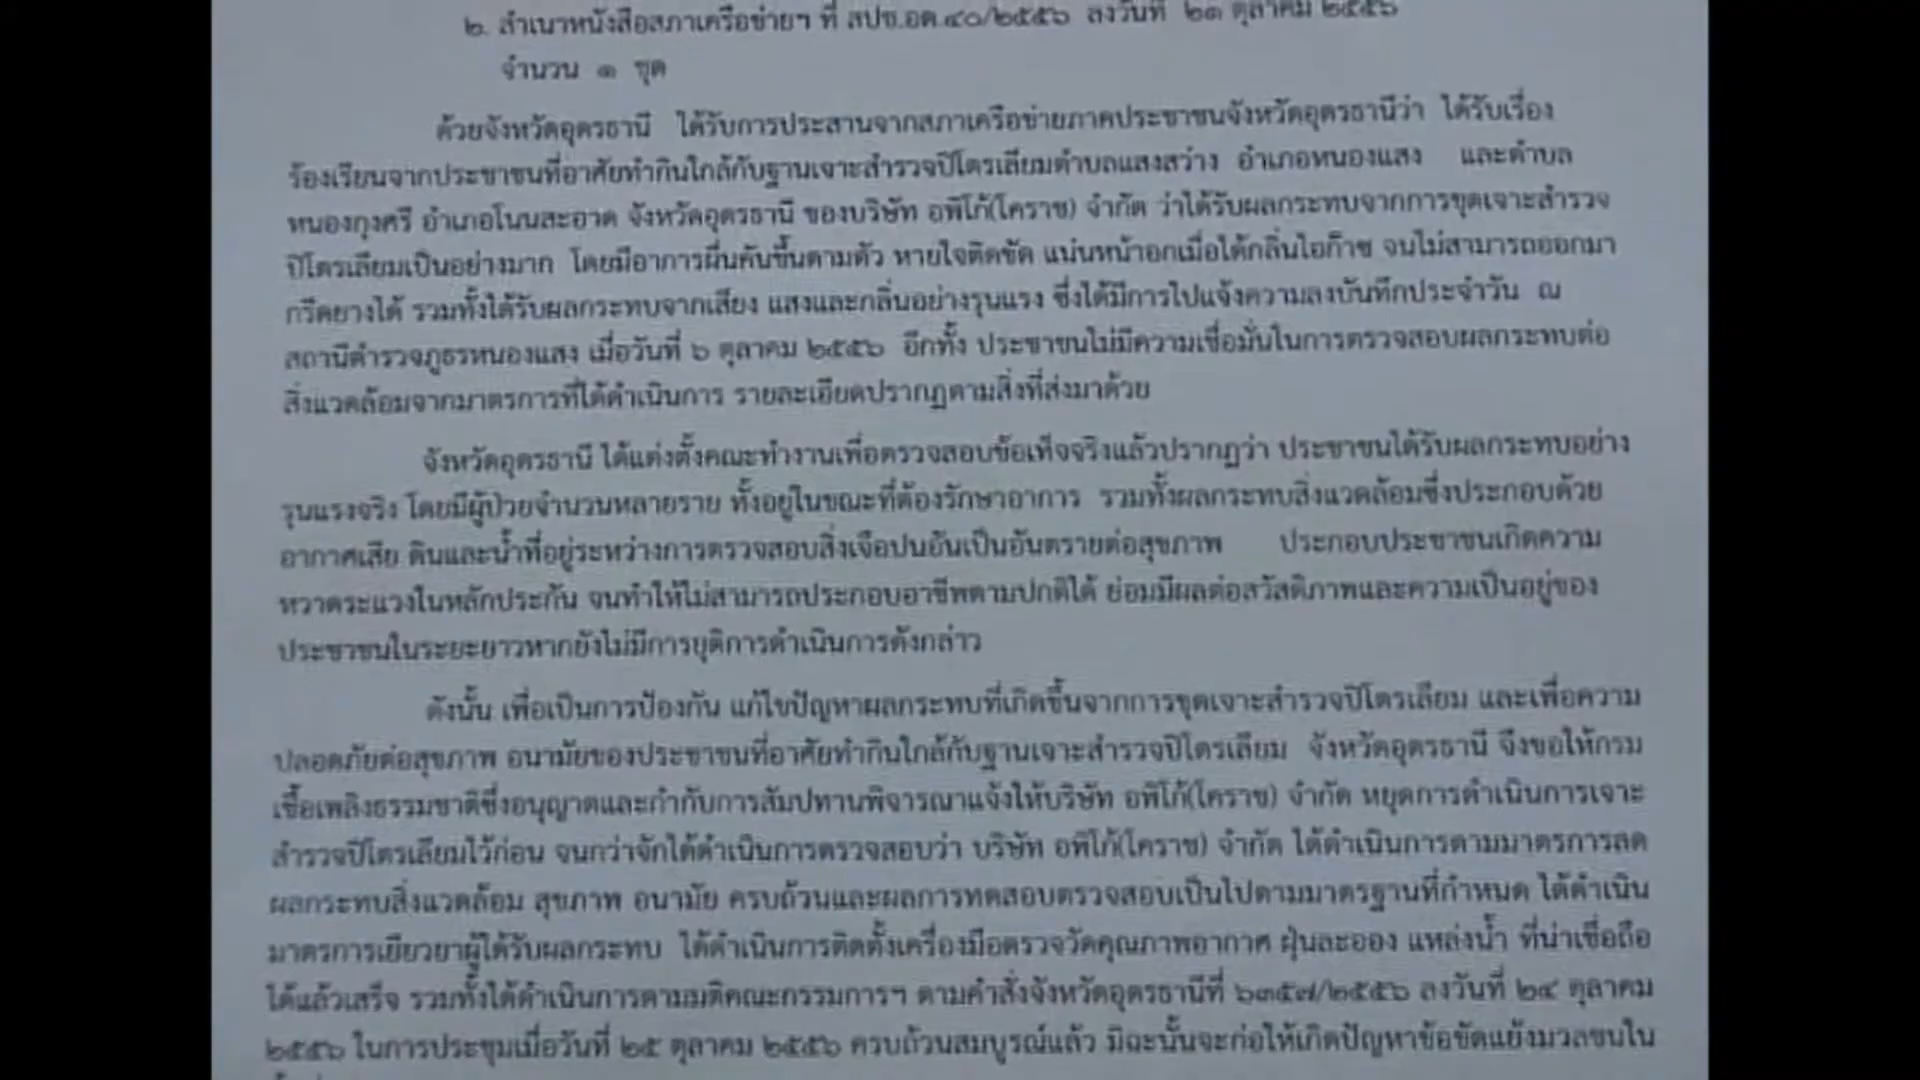 ๒. สำเนาหนังสือสภาเครือข่ายฯ ที่ สปช.อด.๔๐/๒๕๕๖ ลงวันที่ ๒๓ ตุลาคม ๒๕๕๖
จำนวน ๑ ชุด
ด้วยจังหวัดอุดรธานี ได้รับการประสานจากสภาเครือข่ายภาคประชาชนจังหวัดอุดรธานีว่า ได้รับเรื่อง
ร้องเรียนจากประชาชนที่อาศัยทำกินใกล้กับฐานเจาะสำรวจปิโตรเลียมตำบลแสงสว่าง อำเภอหนองแสง และตำบล
หนองกุงศรี อำเภอโนนสะอาด จังหวัดอุดรธานี ของบริษัท อพิโก้(โคราช) จำกัด ว่าได้รับผลกระทบจากการขุดเจาะสำรวจ
ปิโตรเลียมเป็นอย่างมาก โดยมีอาการผื่นคันขึ้นตามตัว หายใจติดขัด แน่นหน้าอกเมื่อได้กลิ่นไอก๊าซ จนไม่สามารถออกมา
กรีดยางได้ รวมทั้งได้รับผลกระทบจากเสียง แสงและกลิ่นอย่างรุนแรง ซึ่งได้มีการไปแจ้งความลงบันทึกประจำวัน ณ
สถานีตำรวจภูธรหนองแสง เมื่อวันที่ ๖ ตุลาคม ๒๕๕๖ อีกทั้ง ประชาชนไม่มีความเชื่อมั่นในการตรวจสอบผลกระทบต่อ
สิ่งแวดล้อมจากมาตรการที่ได้ดำเนินการ รายละเอียดปรากฏตามสิ่งที่ส่งมาด้วย
จังหวัดอุดรธานี ได้แต่งตั้งคณะทำงานเพื่อตรวจสอบข้อเท็จจริงแล้วปรากฏว่า ประชาชนได้รับผลกระทบอย่าง
รุนแรงจริง โดยมีผู้ป่วยจำนวนหลายราย ทั้งอยู่ในขณะที่ต้องรักษาอาการ รวมทั้งผลกระทบสิ่งแวดล้อมซึ่งประกอบด้วย
อากาศเสีย ดินและน้ำที่อยู่ระหว่างการตรวจสอบสิ่งเจือปนอันเป็นอันตรายต่อสุขภาพ ประกอบประชาชนเกิดความ
หวาดระแวงในหลักประกัน จนทำให้ไม่สามารถประกอบอาชีพตามปกติได้ ย่อมมีผลต่อสวัสดิภาพและความเป็นอยู่ของ
ประชาชนในระยะยาวหากยังไม่มีการยุติการดำเนินการดังกล่าว
ดังนั้น เพื่อเป็นการป้องกัน แก้ไขปัญหาผลกระทบที่เกิดขึ้นจากการขุดเจาะสำรวจปิโตรเลียม และเพื่อความ
ปลอดภัยต่อสุขภาพ อนามัยของประชาชนที่อาศัยทำกินใกล้กับฐานเจาะสำรวจปิโตรเลียม จังหวัดอุดรธานี จึงขอให้กรม
เชื้อเพลิงธรรมชาติซึ่งอนุญาตและกำกับการสัมปทานพิจารณาแจ้งให้บริษัท อพิโก้(โคราช) จำกัด หยุดการดำเนินการเจาะ
สำรวจปิโตรเลียมไว้ก่อน จนกว่าจักได้ดำเนินการตรวจสอบว่า บริษัท อพิโก้(โคราช) จำกัด ได้ดำเนินการตามมาตรการลด
ผลกระทบสิ่งแวดล้อม สุขภาพ อนามัย ครบถ้วนและผลการทดสอบตรวจสอบเป็นไปตามมาตรฐานที่กำหนด ได้ดำเนิน
มาตรการเยียวยาผู้ได้รับผลกระทบ ได้ดำเนินการติดตั้งเครื่องมือตรวจวัดคุณภาพอากาศ ฝุ่นละออง แหล่งน้ำ ที่น่าเชื่อถือ
ได้แล้วเสร็จ รวมทั้งได้ดำเนินการตามมติคณะกรรมการฯ ตามคำสั่งจังหวัดอุดรธานีที่ ๖๓๕๗/๒๕๕๖ ลงวันที่ ๒๔ ตุลาคม
๒๕๕๖ ในการประชุมเมื่อวันที่ ๒๕ ตุลาคม ๒๕๕๖ ครบถ้วนสมบูรณ์แล้ว มิฉะนั้นจะก่อให้เกิดปัญหาข้อขัดแย้งมวลชนใน